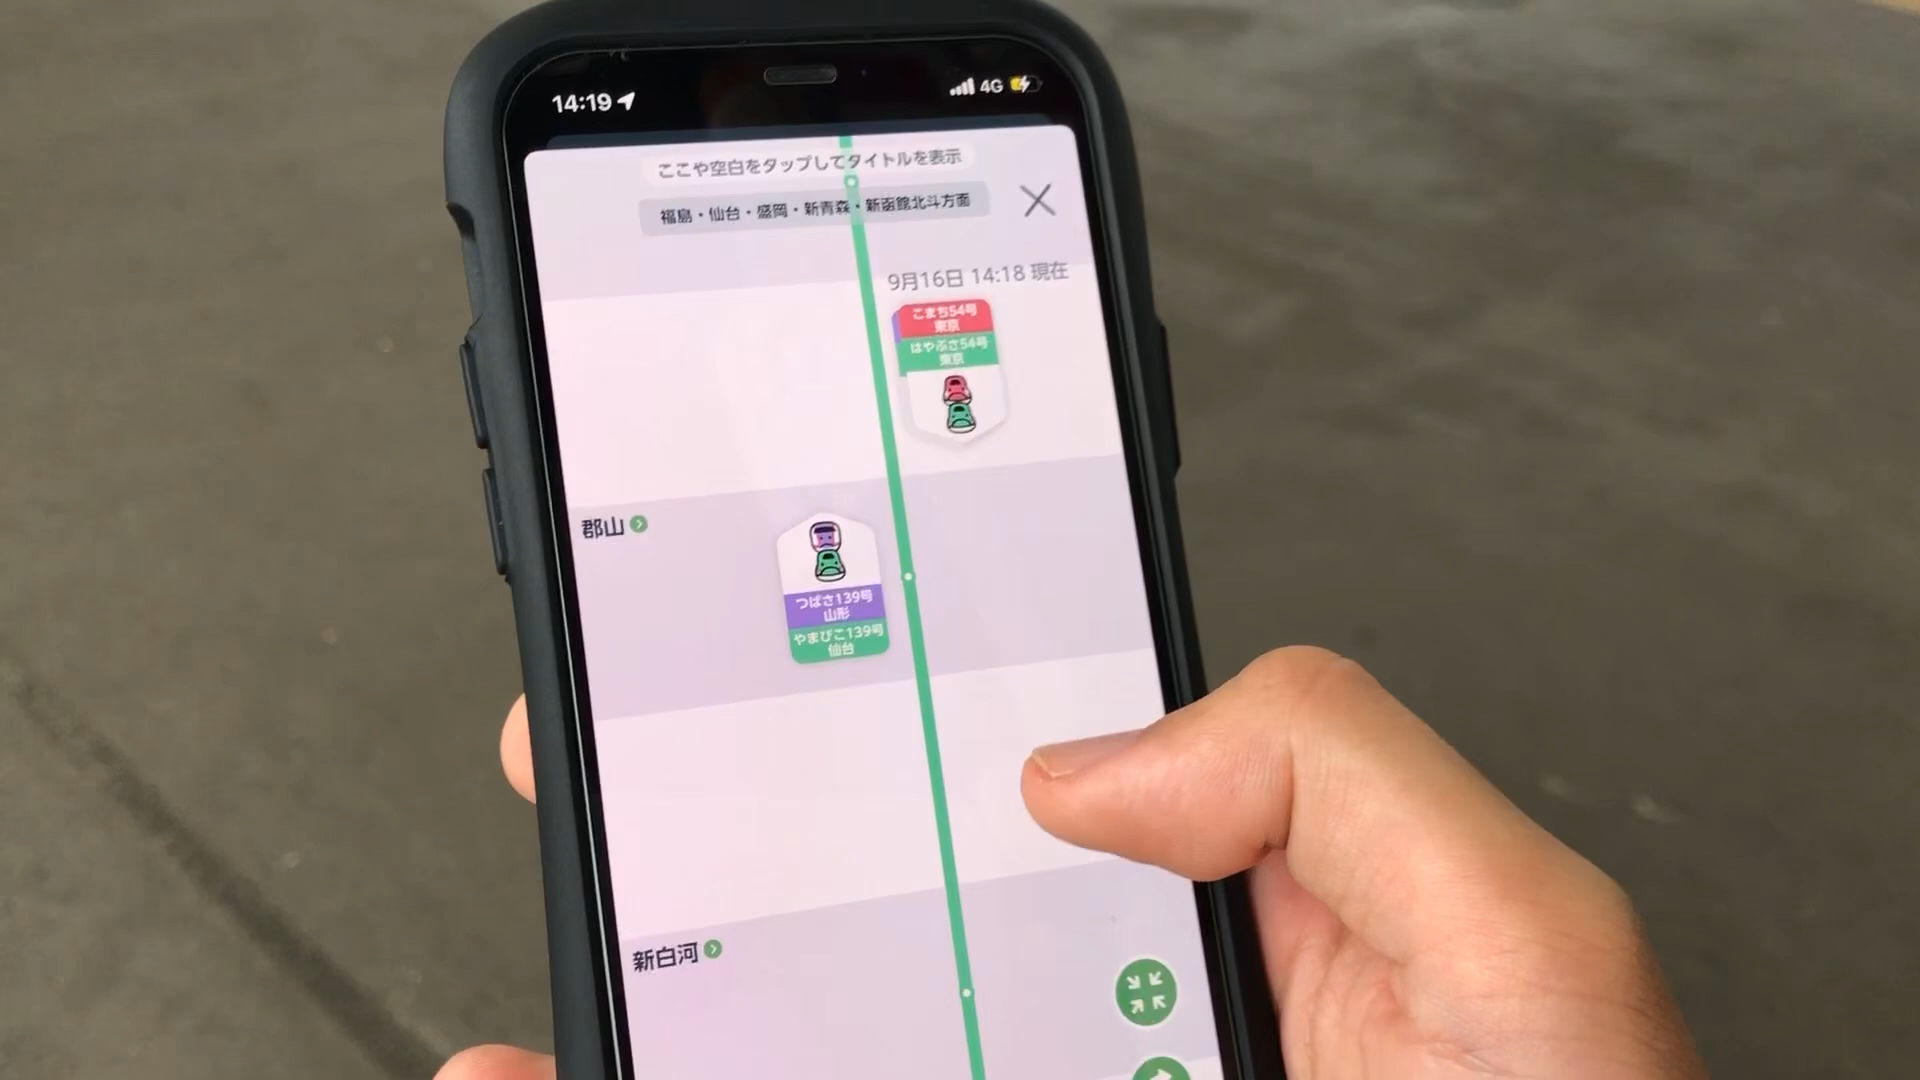 14:19
4G
ここや空白をタップしてタイトルを表示
福島・仙台・盛岡・新青森・新函館北斗方面
9月16日 14:18 現在
こまち54号
東京
はやぶさ54号
東京
郡山
つばさ139号
山形
やまびこ139号
仙台
新白河